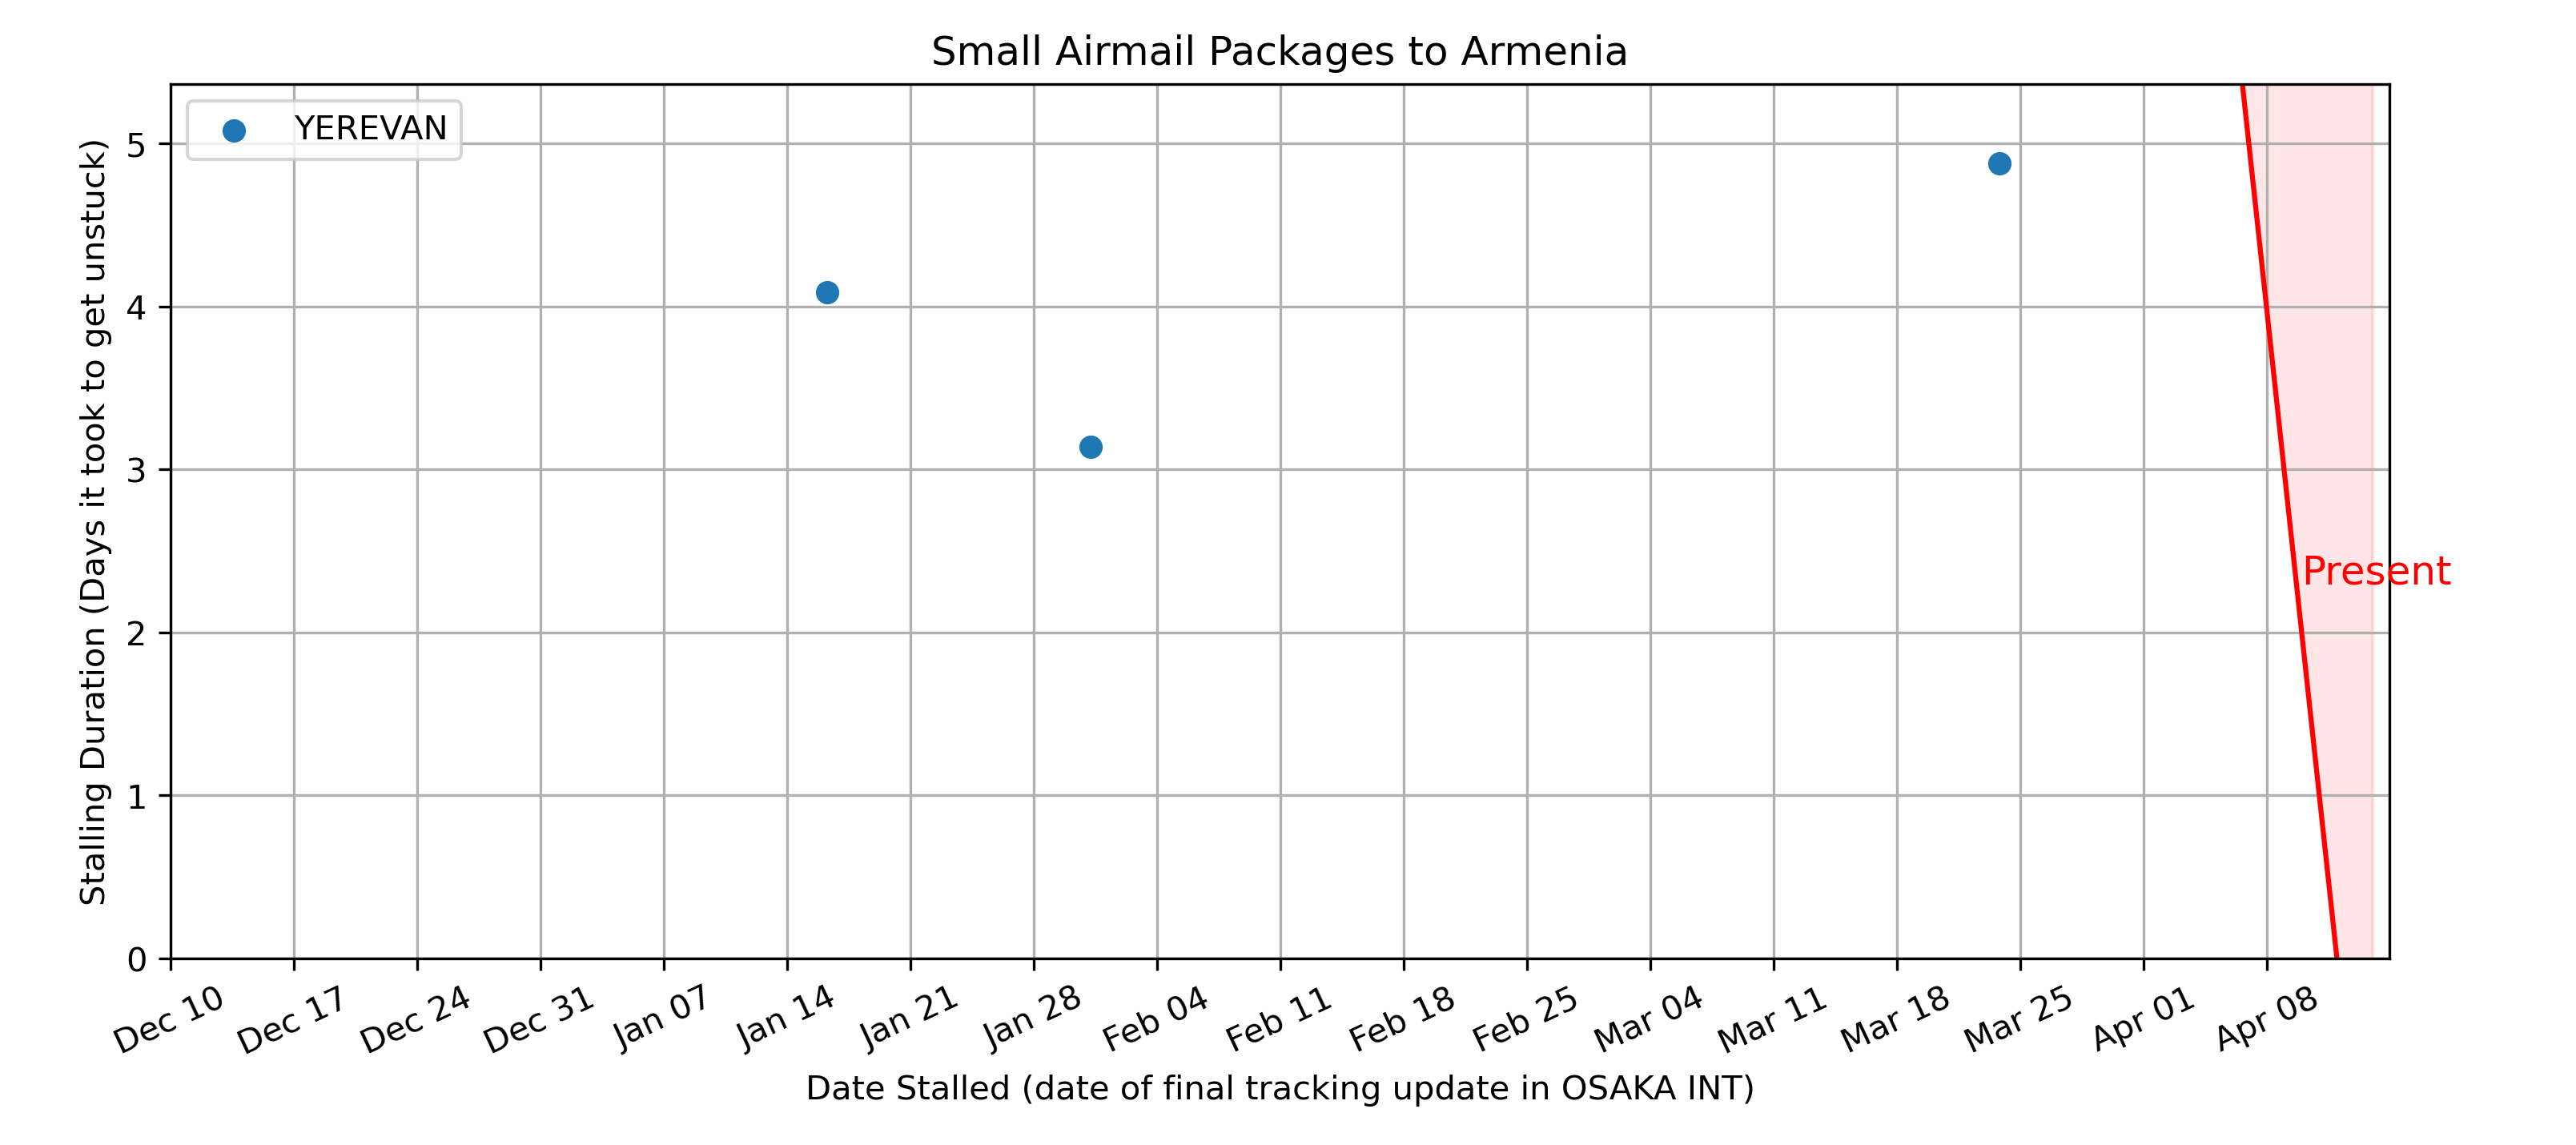 Small Airmail Packages to Armenia
YEREVAN
Stalling Duration (Days it took to get unstuck)
5
4
3
2
1
0
Present
Dec 10
Dec 17
Dec 24
Dec 31
Jan 07
Jan 14
Jan 21
Jan 28
Feb 04
Feb 11
Feb 18
Feb 25
Mar 04
Mar 11
Mar 18
Mar 25
Apr 01
Apr 08
Date Stalled (date of final tracking update in OSAKA INT)